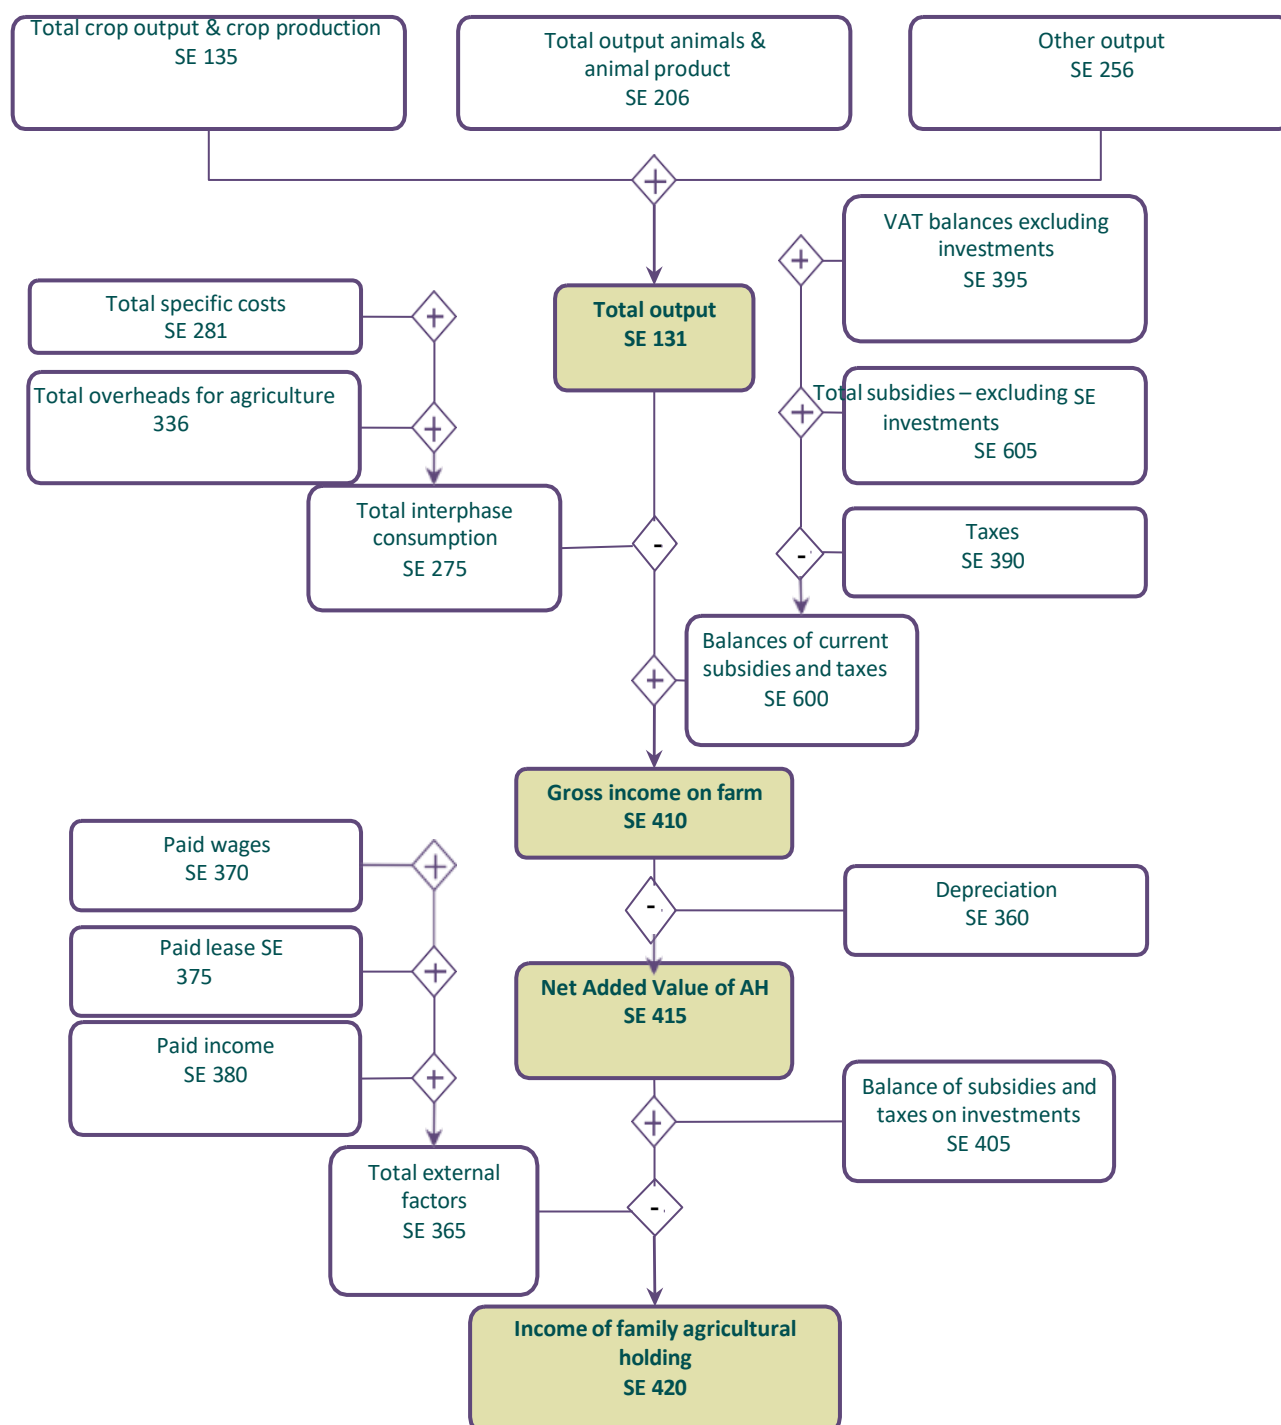 Total crop output & crop production
SE 135
Total output animals &
animal product
SE 206
Other output
SE 256
+
VAT balances excluding
investments
SE 395
+
Total specific costs
SE 281
+
Total output
SE 131
Total overheads for agriculture
336
+
Total subsidies – excluding SE
investments
SE 605
+
Total interphase
consumption
SE 275
-
Taxes
SE 390
-
Balances of current
subsidies and taxes
SE 600
+
Gross income on farm
SE 410
Paid wages
SE 370
+
Depreciation
SE 360
-
Paid lease SE
375
+
Net Added Value of AH
SE 415
Paid income
SE 380
+
Balance of subsidies and
taxes on investments
SE 405
+
Total external
factors
SE 365
-
Income of family agricultural
holding
SE 420